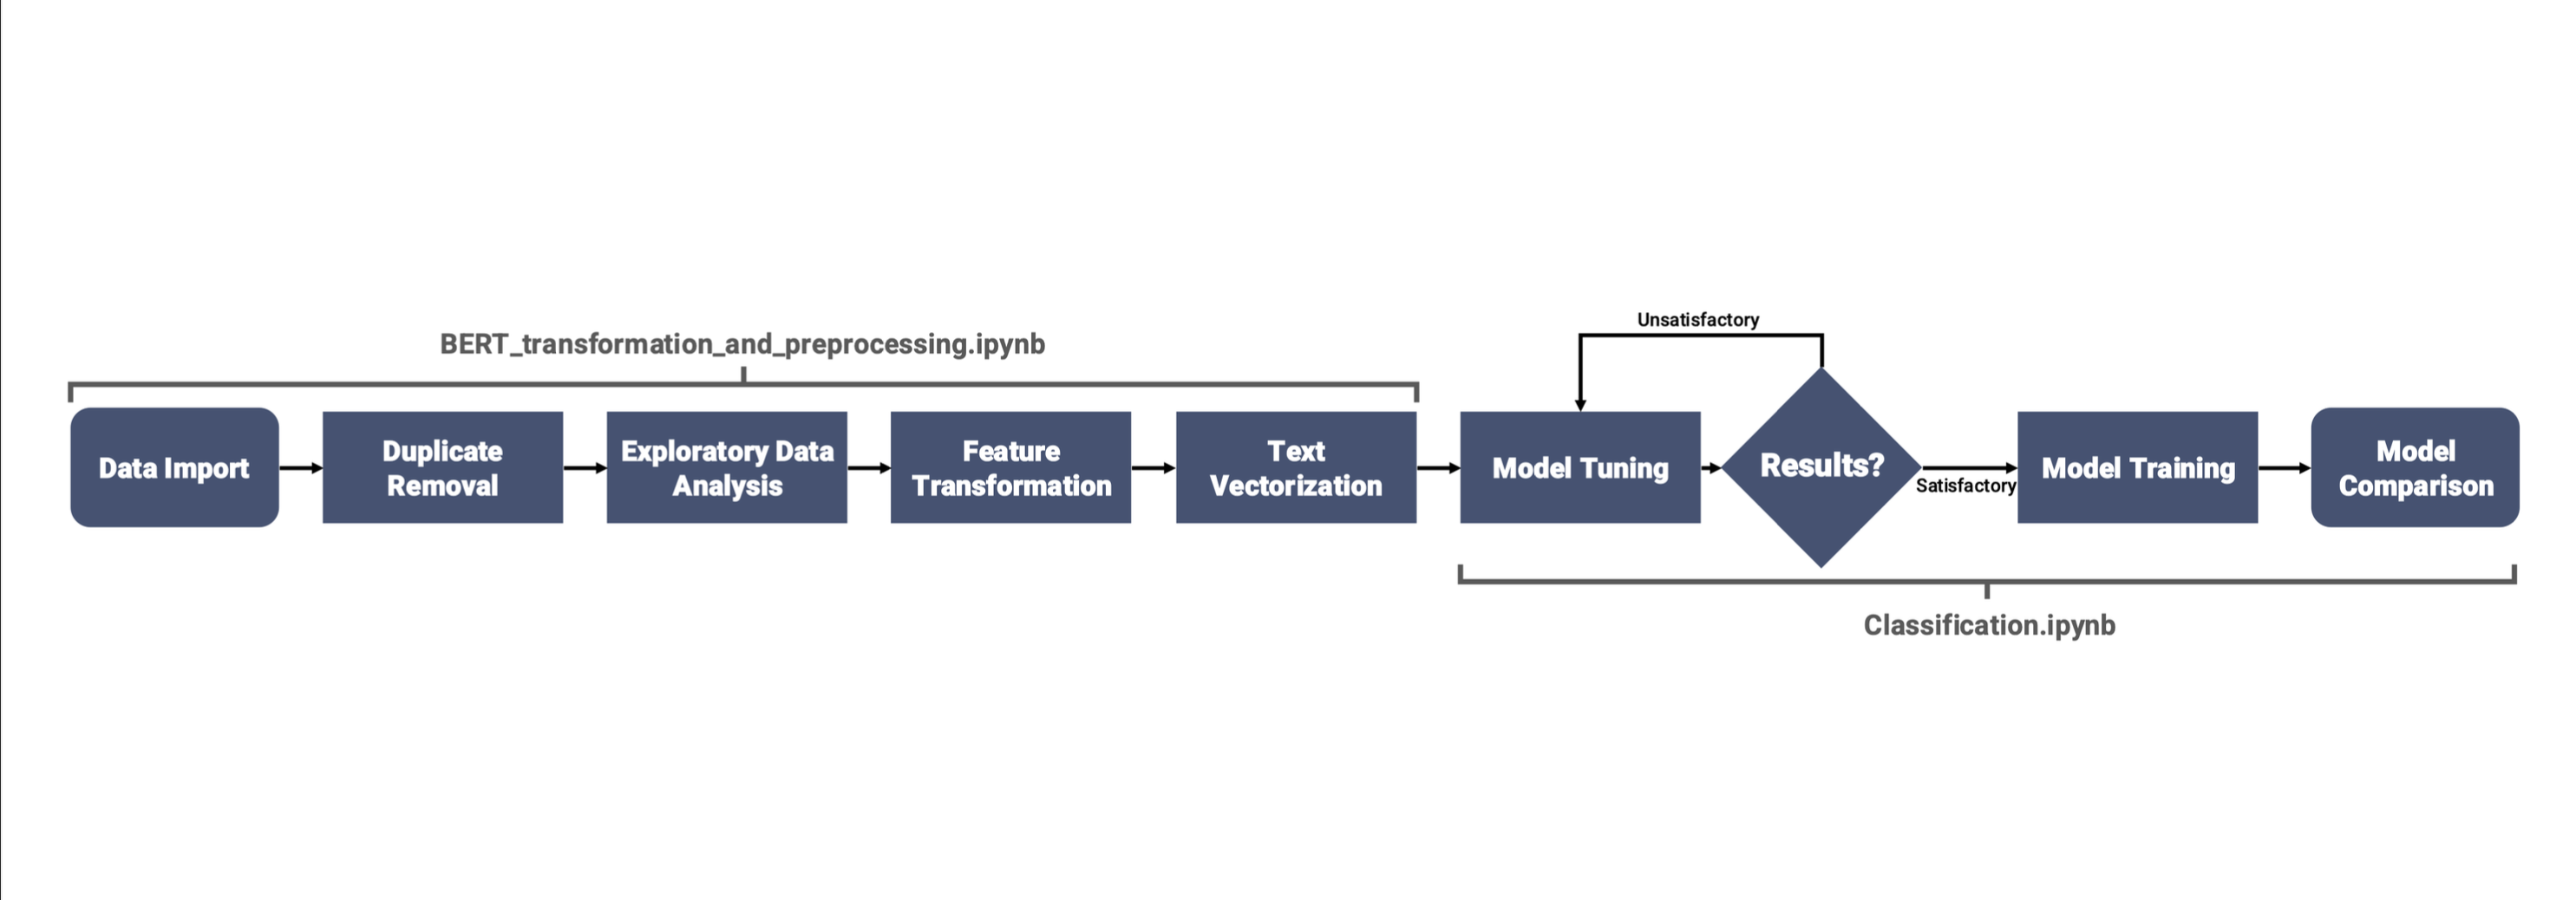 BERT_transformation_and_preprocessing.ipynb
Data Import
Duplicate
Removal
Exploratory Data
Analysis
Feature
Transformation
Text
Vectorization
Model Tuning
Unsatisfactory
Results?
Satisfactory
Model Training
Model
Comparison
Classification.ipynb